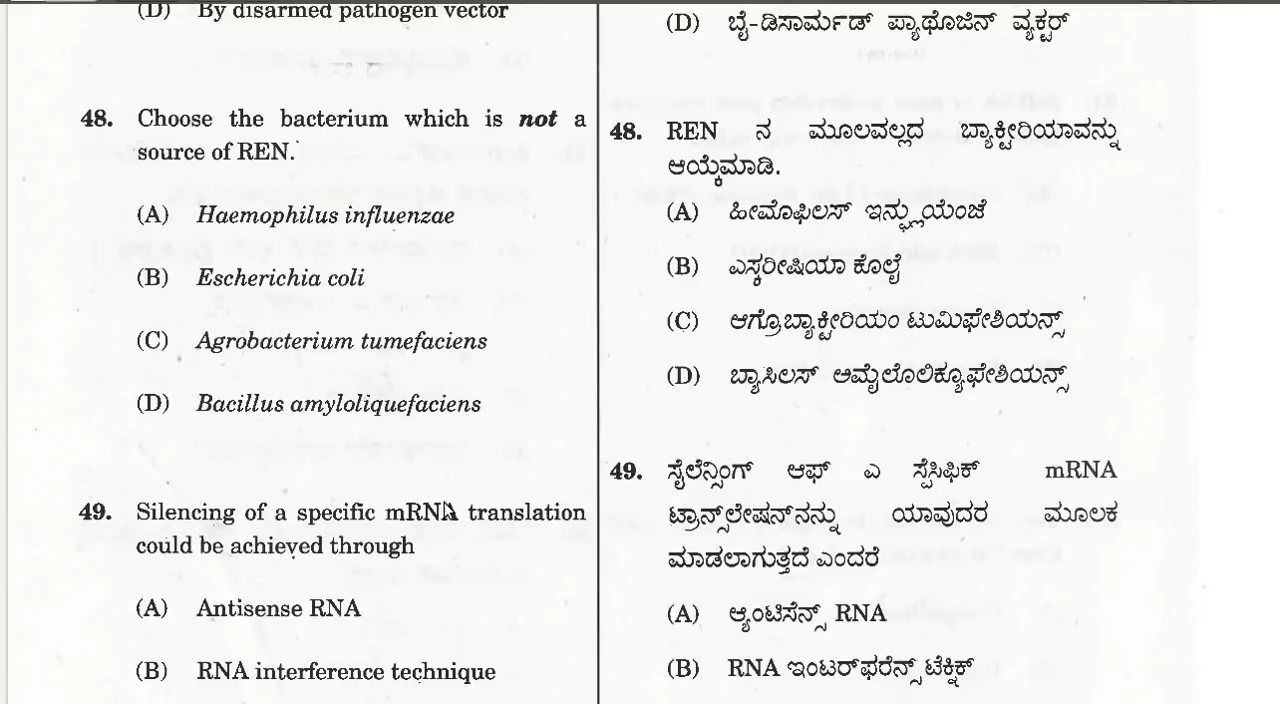 (D) By disarmed pathogen vector
48. Choose the bacterium which is not a
source of REN.
(A) Haemophilus influenzae
(B) Escherichia coli
(C) Agrobacterium tumefaciens
(D) Bacillus amyloliquefaciens
49. Silencing of a specific mRNA translation
could be achieved through
(A) Antisense RNA
(B) RNA interference technique
(D) ಬೈ-ಡಿಸಾರ್ಮಡ್ ಪ್ಯಾಥೊಜಿನ್ ವ್ಯಕ್ಟರ್
48. REN ನ ಮೂಲವಲ್ಲದ ಬ್ಯಾಕ್ಟೀರಿಯಾವನ್ನು
ಆಯ್ಕೆಮಾಡಿ.
(A) ಹೀಮೊಫಿಲಸ್ ಇನ್ಫ್ಲುಯೆಂಜೆ
(B) ಎಸ್ಕರೀಷಿಯಾ ಕೊಲೈ
(C) ಆಗ್ರೊಬ್ಯಾಕ್ಟೀರಿಯಂ ಟುಮಿಫೇಶಿಯನ್ಸ್
(D) ಬ್ಯಾಸಿಲಸ್ ಆಮೈಲೊಲಿಕ್ಯೂಫೇಶಿಯನ್ಸ್
49. ಸೈಲೆನ್ಸಿಂಗ್ ಆಫ್ ಎ ಸ್ಪೆಸಿಫಿಕ್ mRNA
ಟ್ರಾನ್ಸ್‌ಲೇಷನ್‌ನನ್ನು ಯಾವುದರ ಮೂಲಕ
ಮಾಡಲಾಗುತ್ತದೆ ಎಂದರೆ
(A) ಆ್ಯಂಟಿಸೆನ್ಸ್ RNA
(B) RNA ಇಂಟರ್‌ಫರೆನ್ಸ್ ಟೆಕ್ನಿಕ್